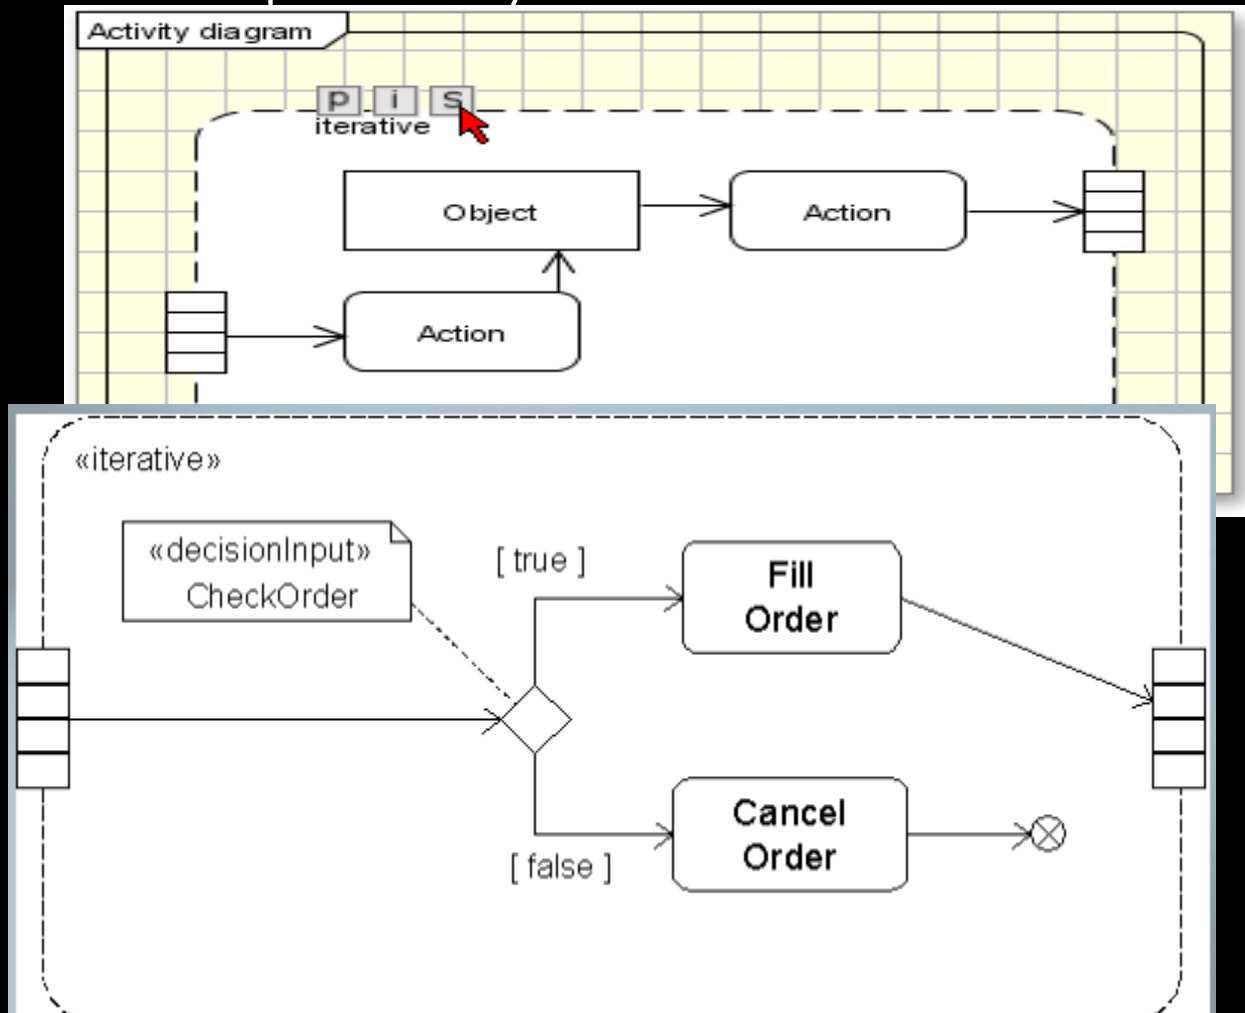 Activity diagram
p i s
iterative
Object
Action
Action
«iterative»
«decisionInput»
CheckOrder
[ true ]
Fill
Order
Cancel
Order
[ false ]